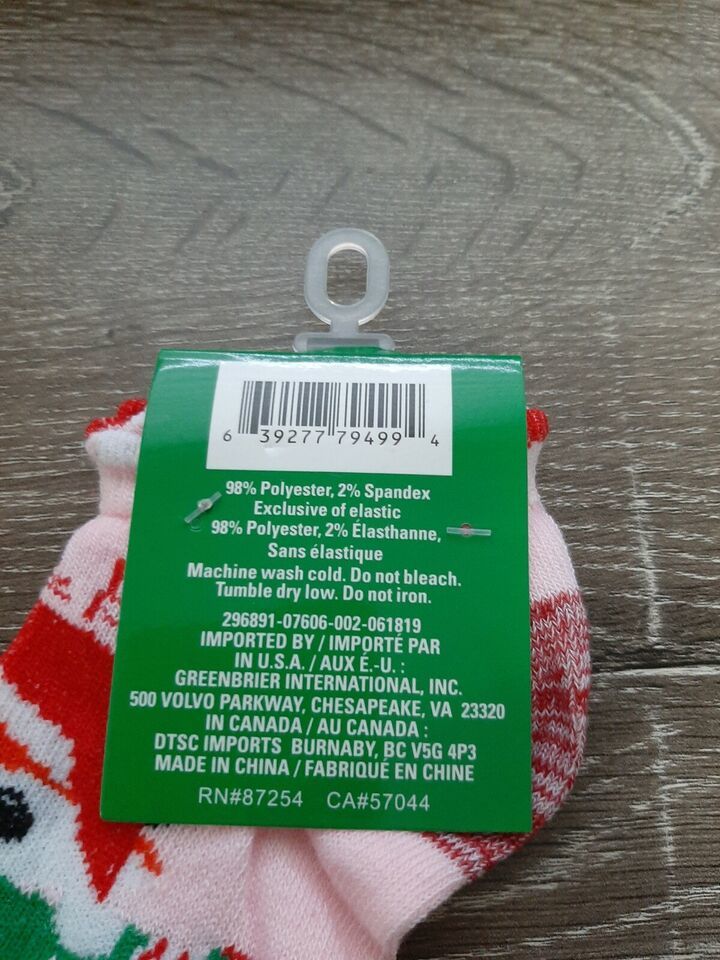 6 39277 79499 4
98% Polyester, 2% Spandex
Exclusive of elastic
98% Polyester, 2% Élasthanne,
Sans élastique
Machine wash cold. Do not bleach.
Tumble dry low. Do not iron.
296891-07606-002-061819
IMPORTED BY / IMPORTÉ PAR
IN U.S.A. / AUX É.-U. :
GREENBRIER INTERNATIONAL, INC.
500 VOLVO PARKWAY, CHESAPEAKE, VA 23320
IN CANADA / AU CANADA :
DTSC IMPORTS BURNABY, BC V5G 4P3
MADE IN CHINA / FABRIQUÉ EN CHINE
RN#87254 CA#57044